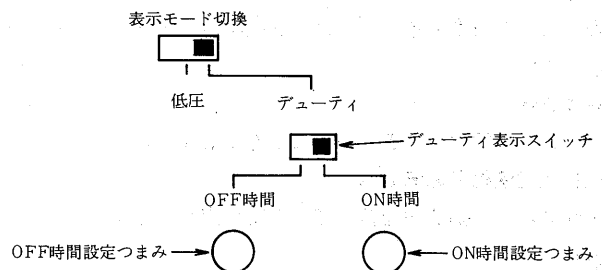 表示モード切換
低圧
デューティ
デューティ表示スイッチ
OFF時間
ON時間
OFF時間設定つまみ
ON時間設定つまみ